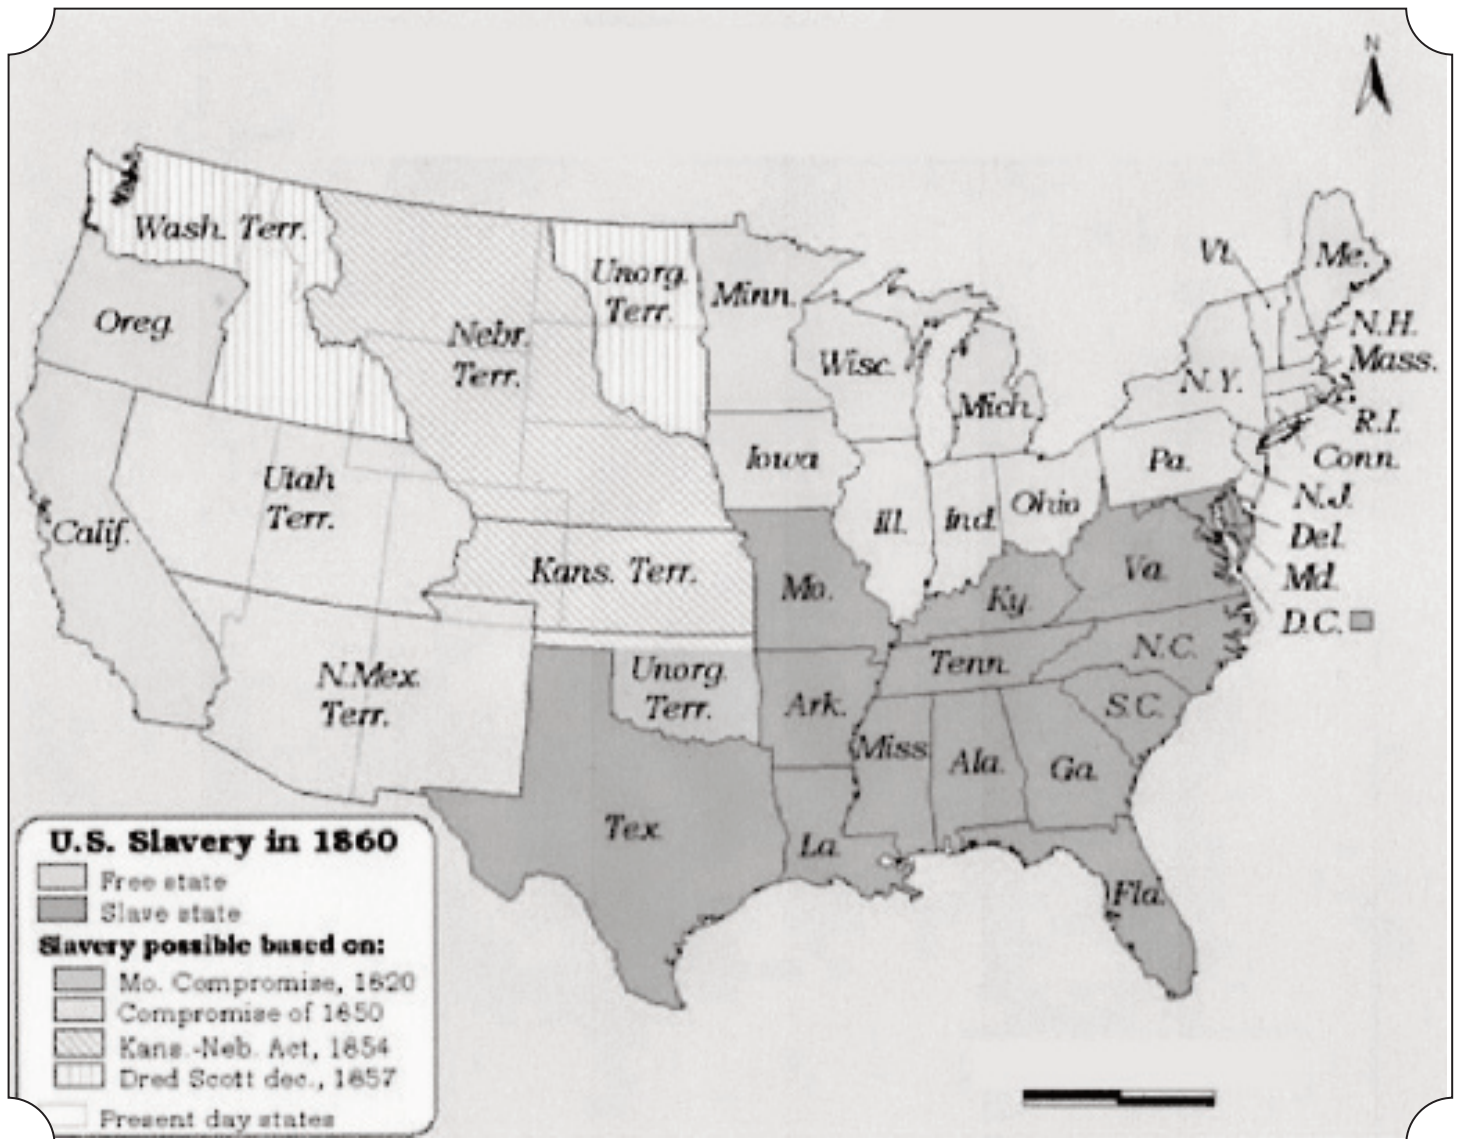 N
Wash. Terr.
Oreg.
Nebr.
Terr.
Unorg.
Terr.
Minn.
Wisc.
Mich.
Iowa
Ill.
Ind.
Ohio
Pa.
N.Y.
Vt.
Me.
N.H.
Mass.
R.I.
Conn.
N.J.
Del.
Md.
D.C.
Calif.
Utah
Terr.
Kans. Terr.
Mo.
Ky.
Va.
N.Mex.
Terr.
Unorg.
Terr.
Ark.
Tenn.
N.C.
S.C.
Tex.
La.
Miss.
Ala.
Ga.
Fla.
U.S. Slavery in 1860
Free state
Slave state
Slavery possible based on:
Mo. Compromise, 1820
Compromise of 1850
Kans.-Neb. Act, 1854
Dred Scott dec., 1857
Present day states